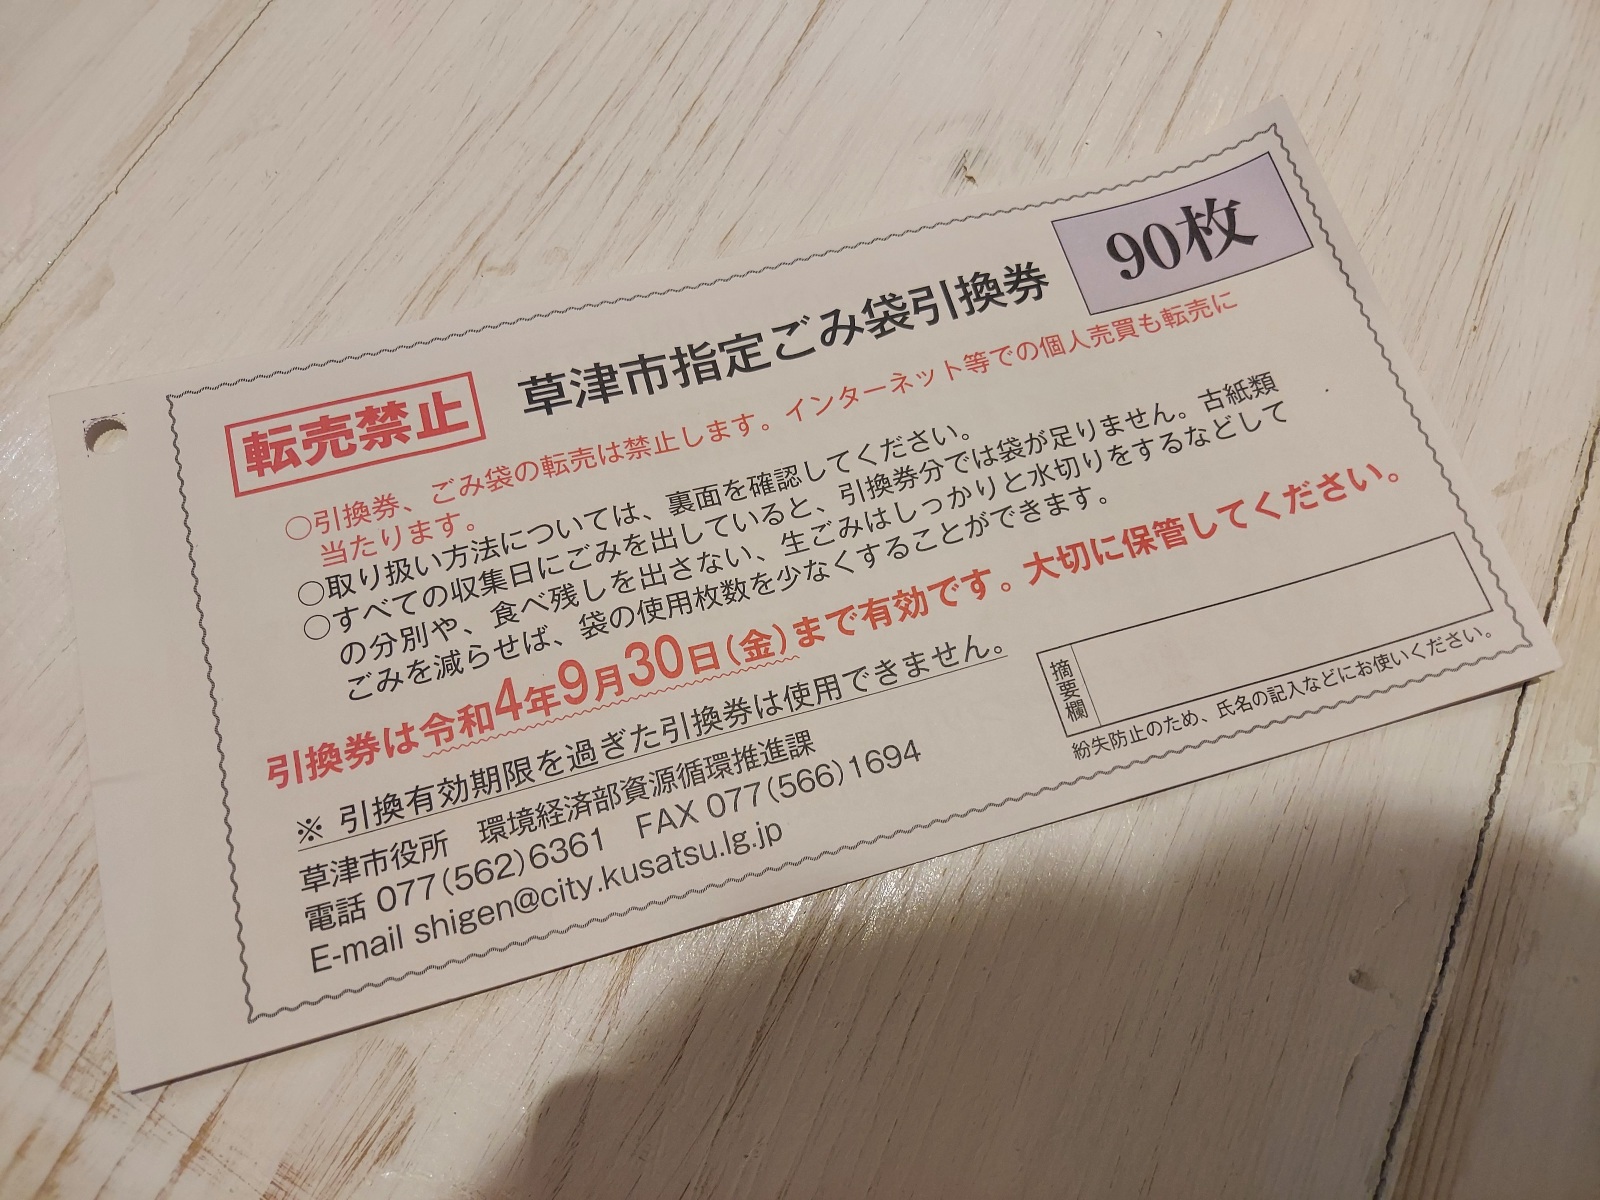 転売禁止 草津市指定ごみ袋引換券 90枚
○引換券、ごみ袋の転売は禁止します。インターネット等での個人売買も転売に
当たります。
○取り扱い方法については、裏面を確認してください。
○すべての収集日にごみを出していると、引換券分では袋が足りません。古紙類
の分別や、食べ残しを出さない、生ごみはしっかりと水切りをするなどして
ごみを減らせば、袋の使用枚数を少なくすることができます。
引換券は令和4年9月30日(金)まで有効です。大切に保管してください。
※ 引換有効期限を過ぎた引換券は使用できません。
草津市役所 環境経済部資源循環推進課
電話 077(562)6361 FAX 077(566)1694
E-mail shigen@city.kusatsu.lg.jp
摘要欄
紛失防止のため、氏名の記入などにお使いください。